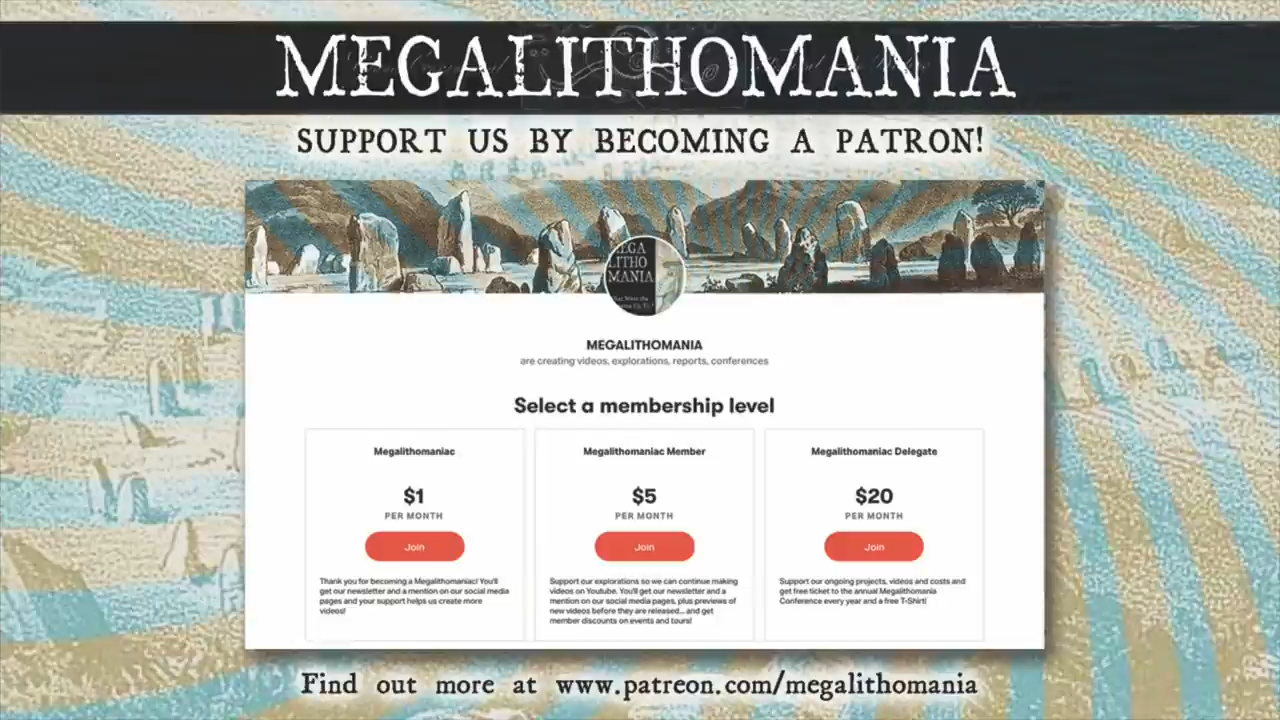 MEGALITHOMANIA
SUPPORT US BY BECOMING A PATRON!
MEGA
LITHO
MANIA
MEGALITHOMANIA
are creating videos, explorations, reports, conferences
Select a membership level
Megalithomaniac
$1
PER MONTH
Join
Thank you for becoming a Megalithomaniac! You'll
get our newsletter and a mention on our social media
pages and your support helps us create more
videos!
Megalithomaniac Member
$5
PER MONTH
Join
Support our explorations so we can continue making
videos on Youtube. You'll get our newsletter and a
mention on our social media pages, plus previews of
new videos before they are released... and get
member discounts on events and tours!
Megalithomaniac Delegate
$20
PER MONTH
Join
Support our ongoing projects, videos and costs and
get free ticket to the annual Megalithomania
Conference every year and a free T-Shirt!
Find out more at www.patreon.com/megalithomania